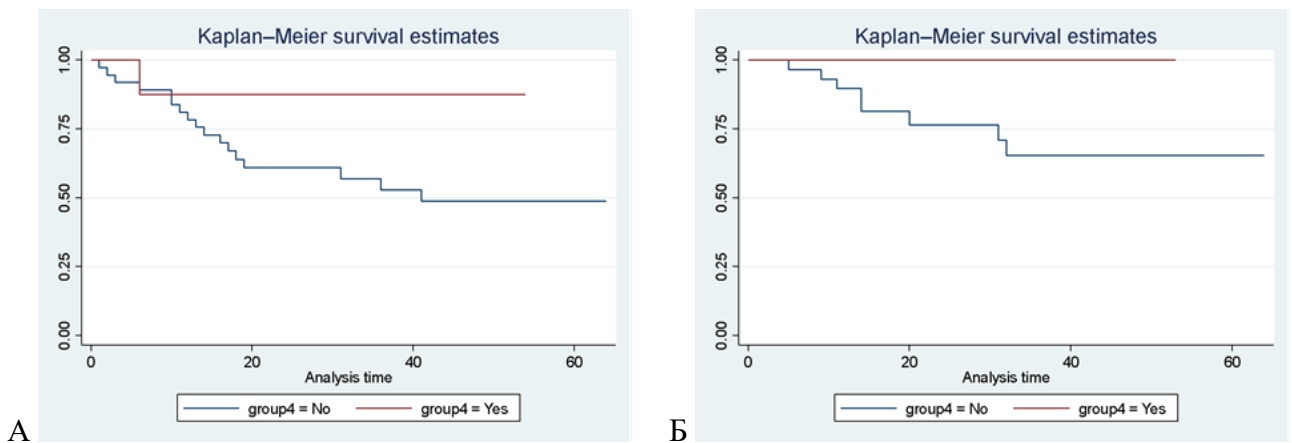 Kaplan–Meier survival estimates
1.00
0.75
0.50
0.25
0.00
0 20 40 60
Analysis time
group4 = No group4 = Yes
А
Kaplan–Meier survival estimates
1.00
0.75
0.50
0.25
0.00
0 20 40 60
Analysis time
group4 = No group4 = Yes
Б